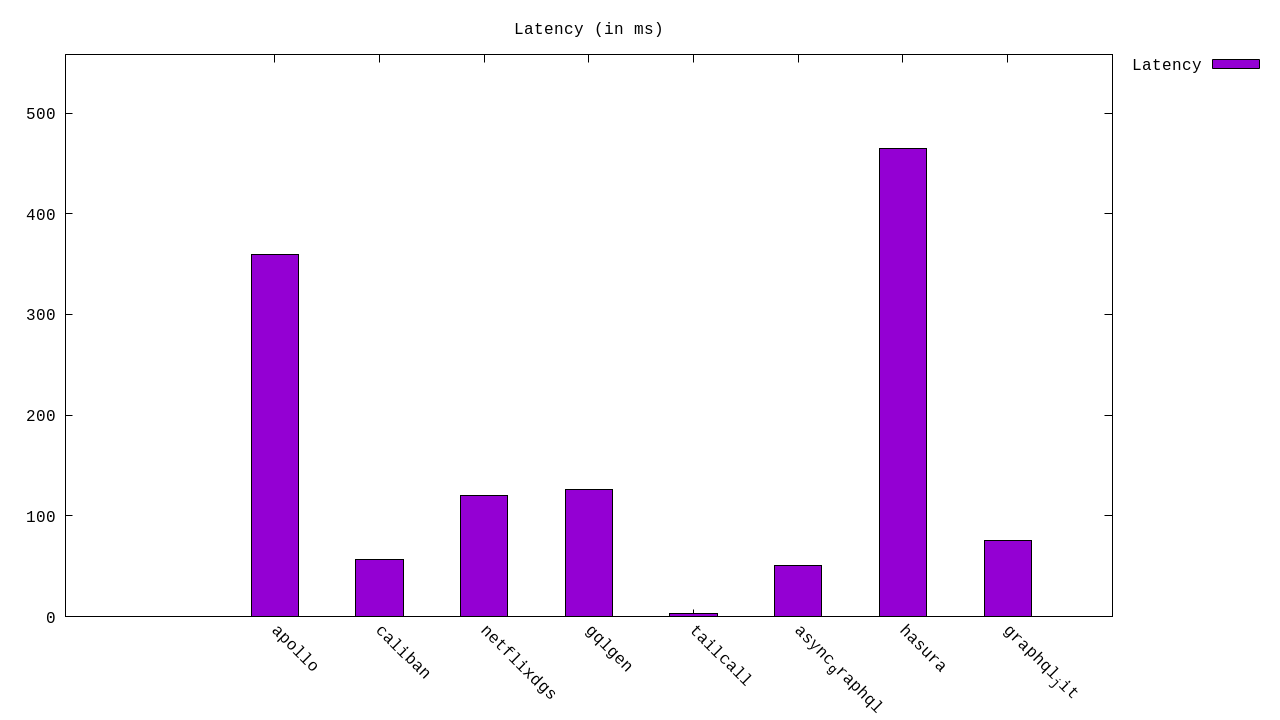 Latency (in ms)
Latency
500
400
300
200
100
0
apollo
caliban
netflixdgs
gqlgen
tailcall
async_graphql
hasura
graphql_jit